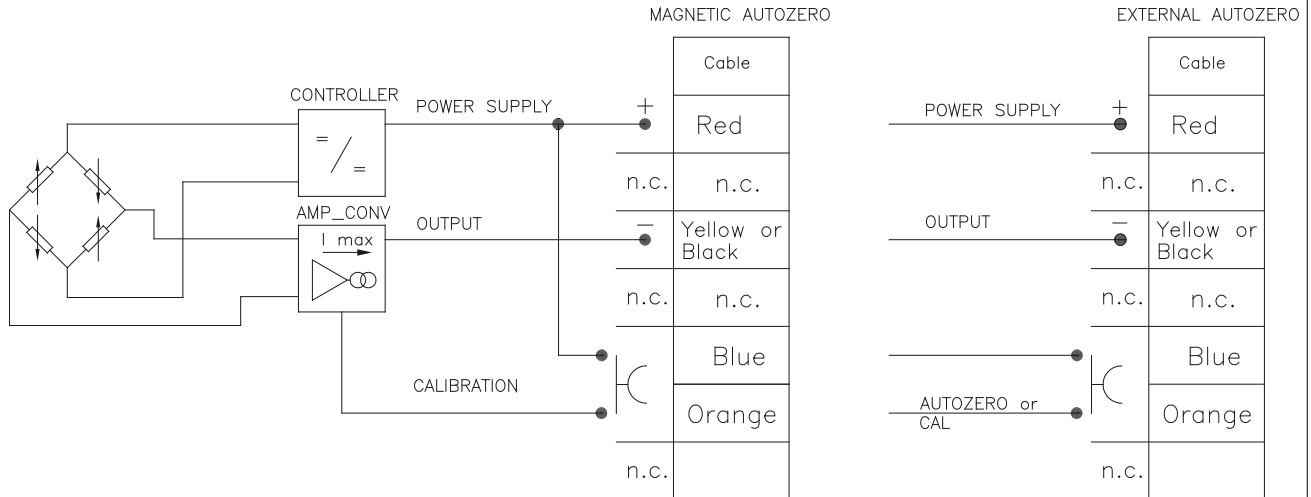 MAGNETIC AUTOZERO
EXTERNAL AUTOZERO
Cable
Cable
CONTROLLER
POWER SUPPLY
+
Red
POWER SUPPLY
+
Red
=
/
=
n.c.
n.c.
n.c.
n.c.
AMP_CONV
OUTPUT
–
Yellow or
Black
OUTPUT
–
Yellow or
Black
I max
n.c.
n.c.
n.c.
n.c.
Blue
Blue
CALIBRATION
Orange
AUTOZERO or
CAL
Orange
n.c.
n.c.